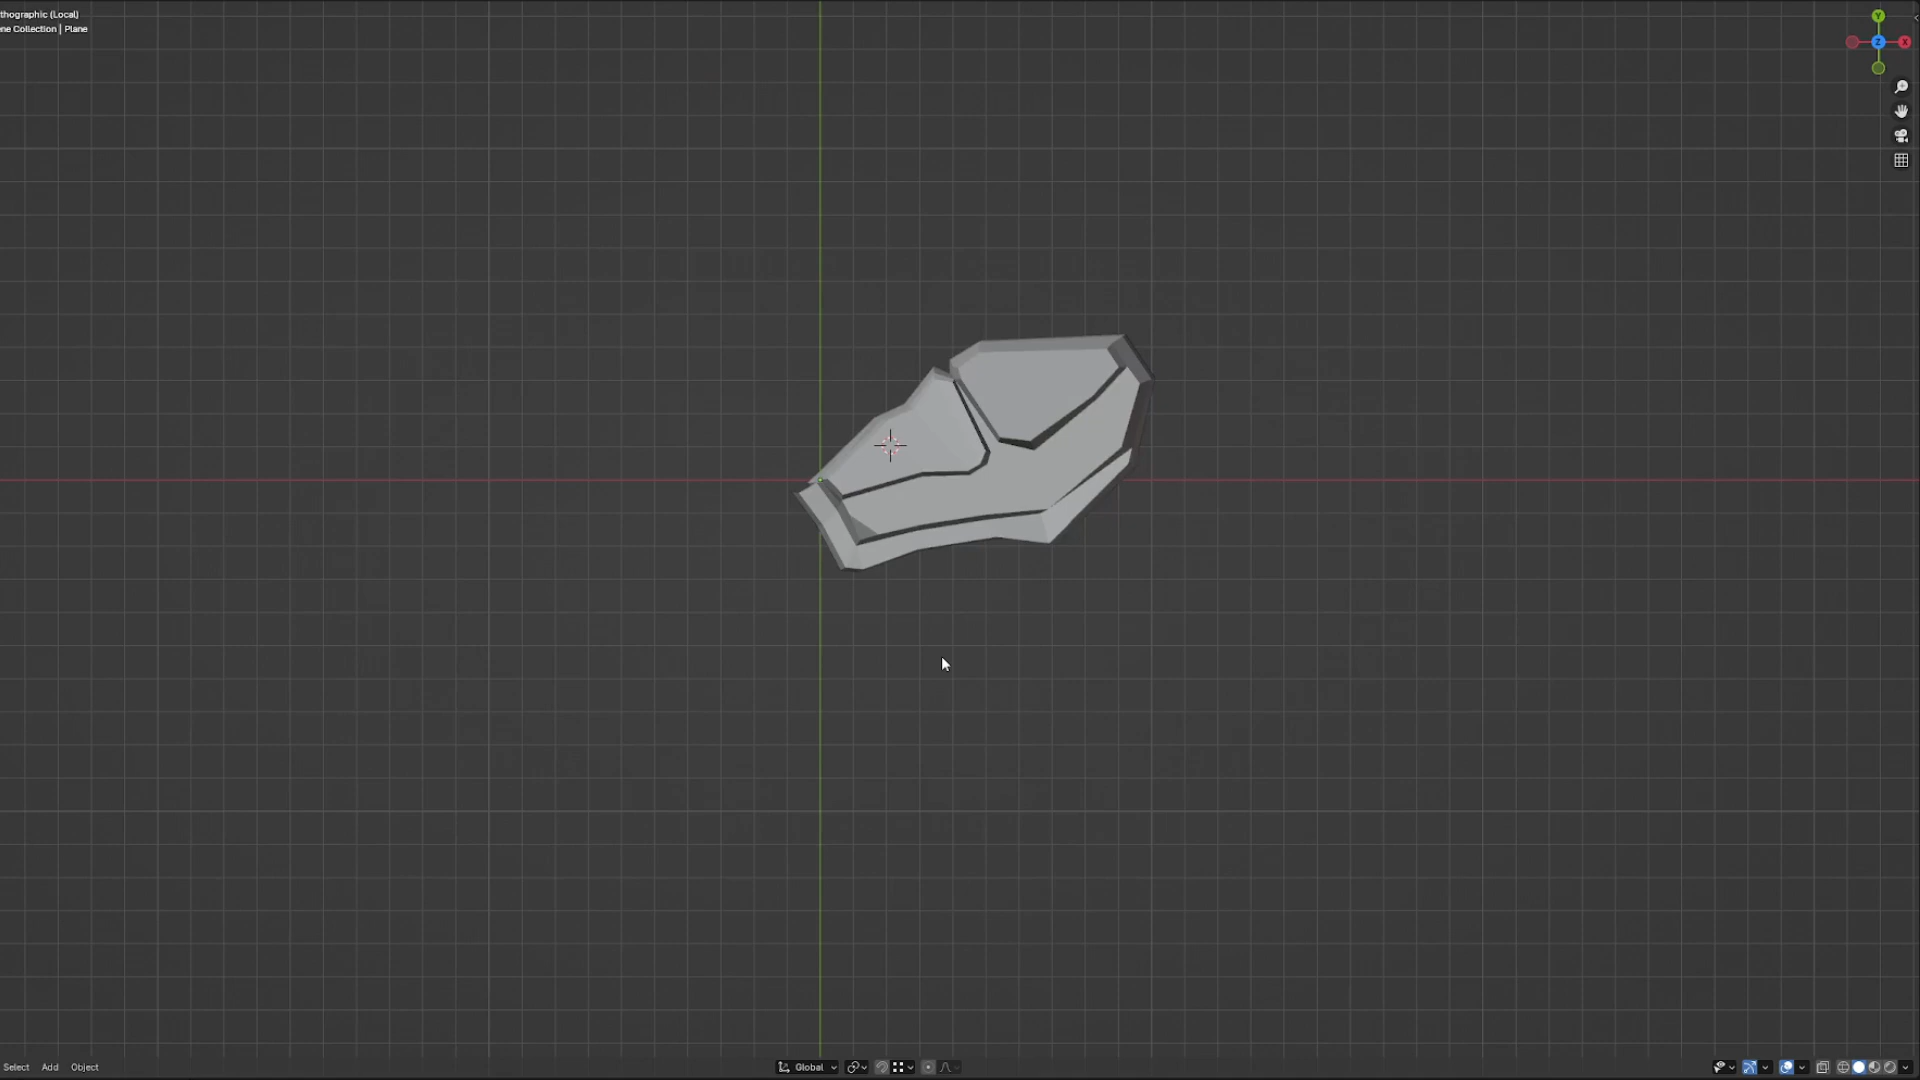 thographic (Local)
ne Collection | Plane
Y
X
Z
Select Add Object
Global